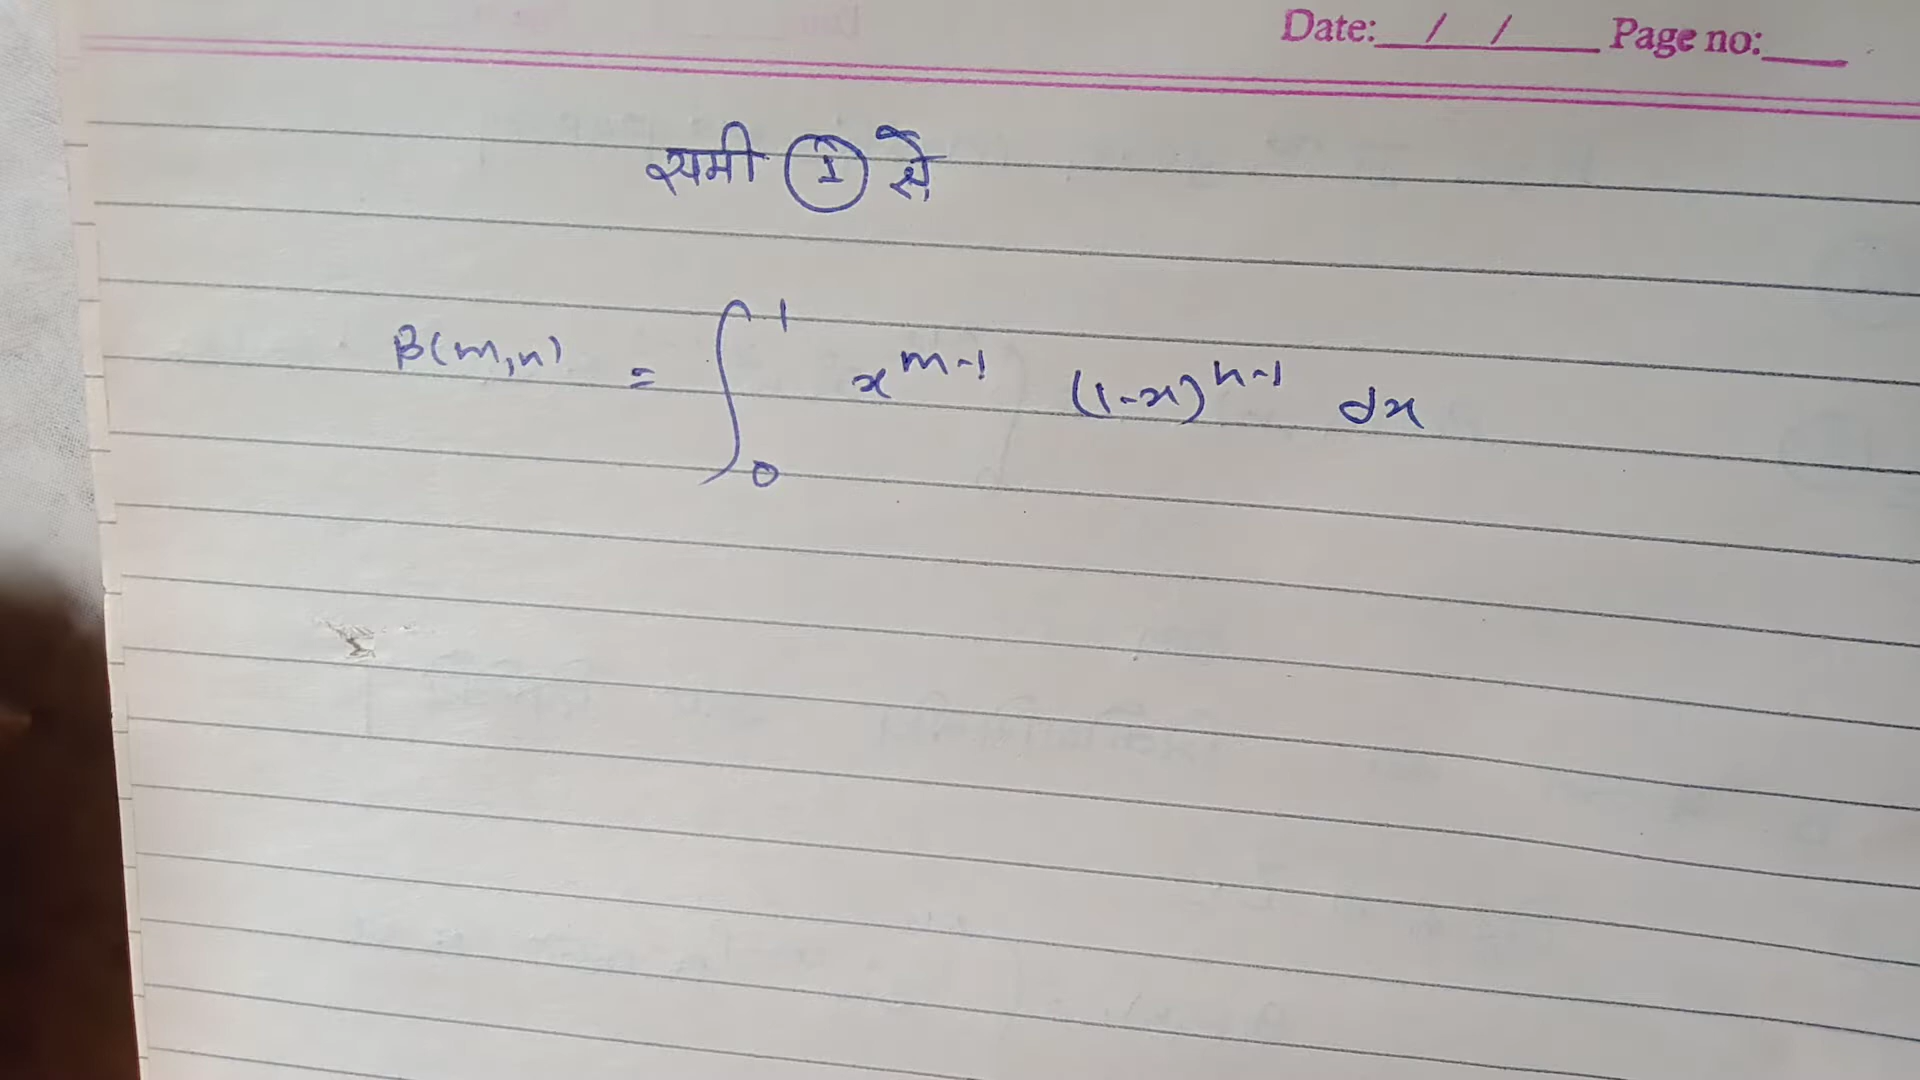 Date: / / Page no:
समी ① से
B(m,n) = ∫₀¹ x^{m-1} (1-x)^{n-1} dx